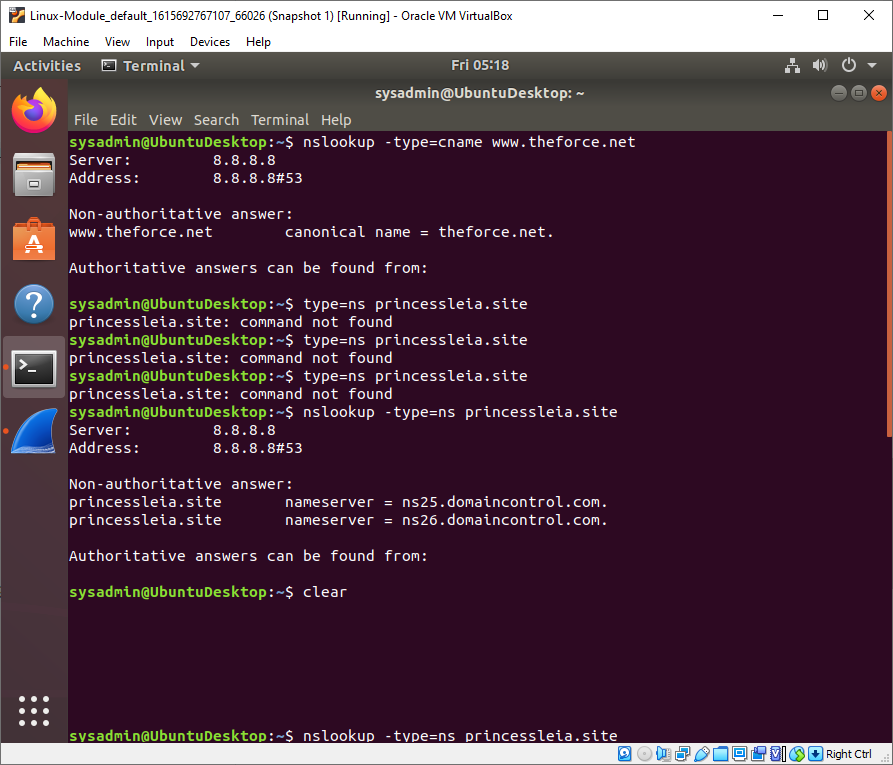 Linux-Module_default_1615692767107_66026 (Snapshot 1) [Running] - Oracle VM VirtualBox
File Machine View Input Devices Help
Activities Terminal Fri 05:18
sysadmin@UbuntuDesktop: ~
File Edit View Search Terminal Help
sysadmin@UbuntuDesktop:~$ nslookup -type=cname www.theforce.net
Server: 8.8.8.8
Address: 8.8.8.8#53
Non-authoritative answer:
www.theforce.net canonical name = theforce.net.
Authoritative answers can be found from:
sysadmin@UbuntuDesktop:~$ type=ns princessleia.site
princessleia.site: command not found
sysadmin@UbuntuDesktop:~$ type=ns princessleia.site
princessleia.site: command not found
sysadmin@UbuntuDesktop:~$ type=ns princessleia.site
princessleia.site: command not found
sysadmin@UbuntuDesktop:~$ nslookup -type=ns princessleia.site
Server: 8.8.8.8
Address: 8.8.8.8#53
Non-authoritative answer:
princessleia.site nameserver = ns25.domaincontrol.com.
princessleia.site nameserver = ns26.domaincontrol.com.
Authoritative answers can be found from:
sysadmin@UbuntuDesktop:~$ clear
sysadmin@UbuntuDesktop:~$ nslookup -type=ns princessleia.site
Right Ctrl